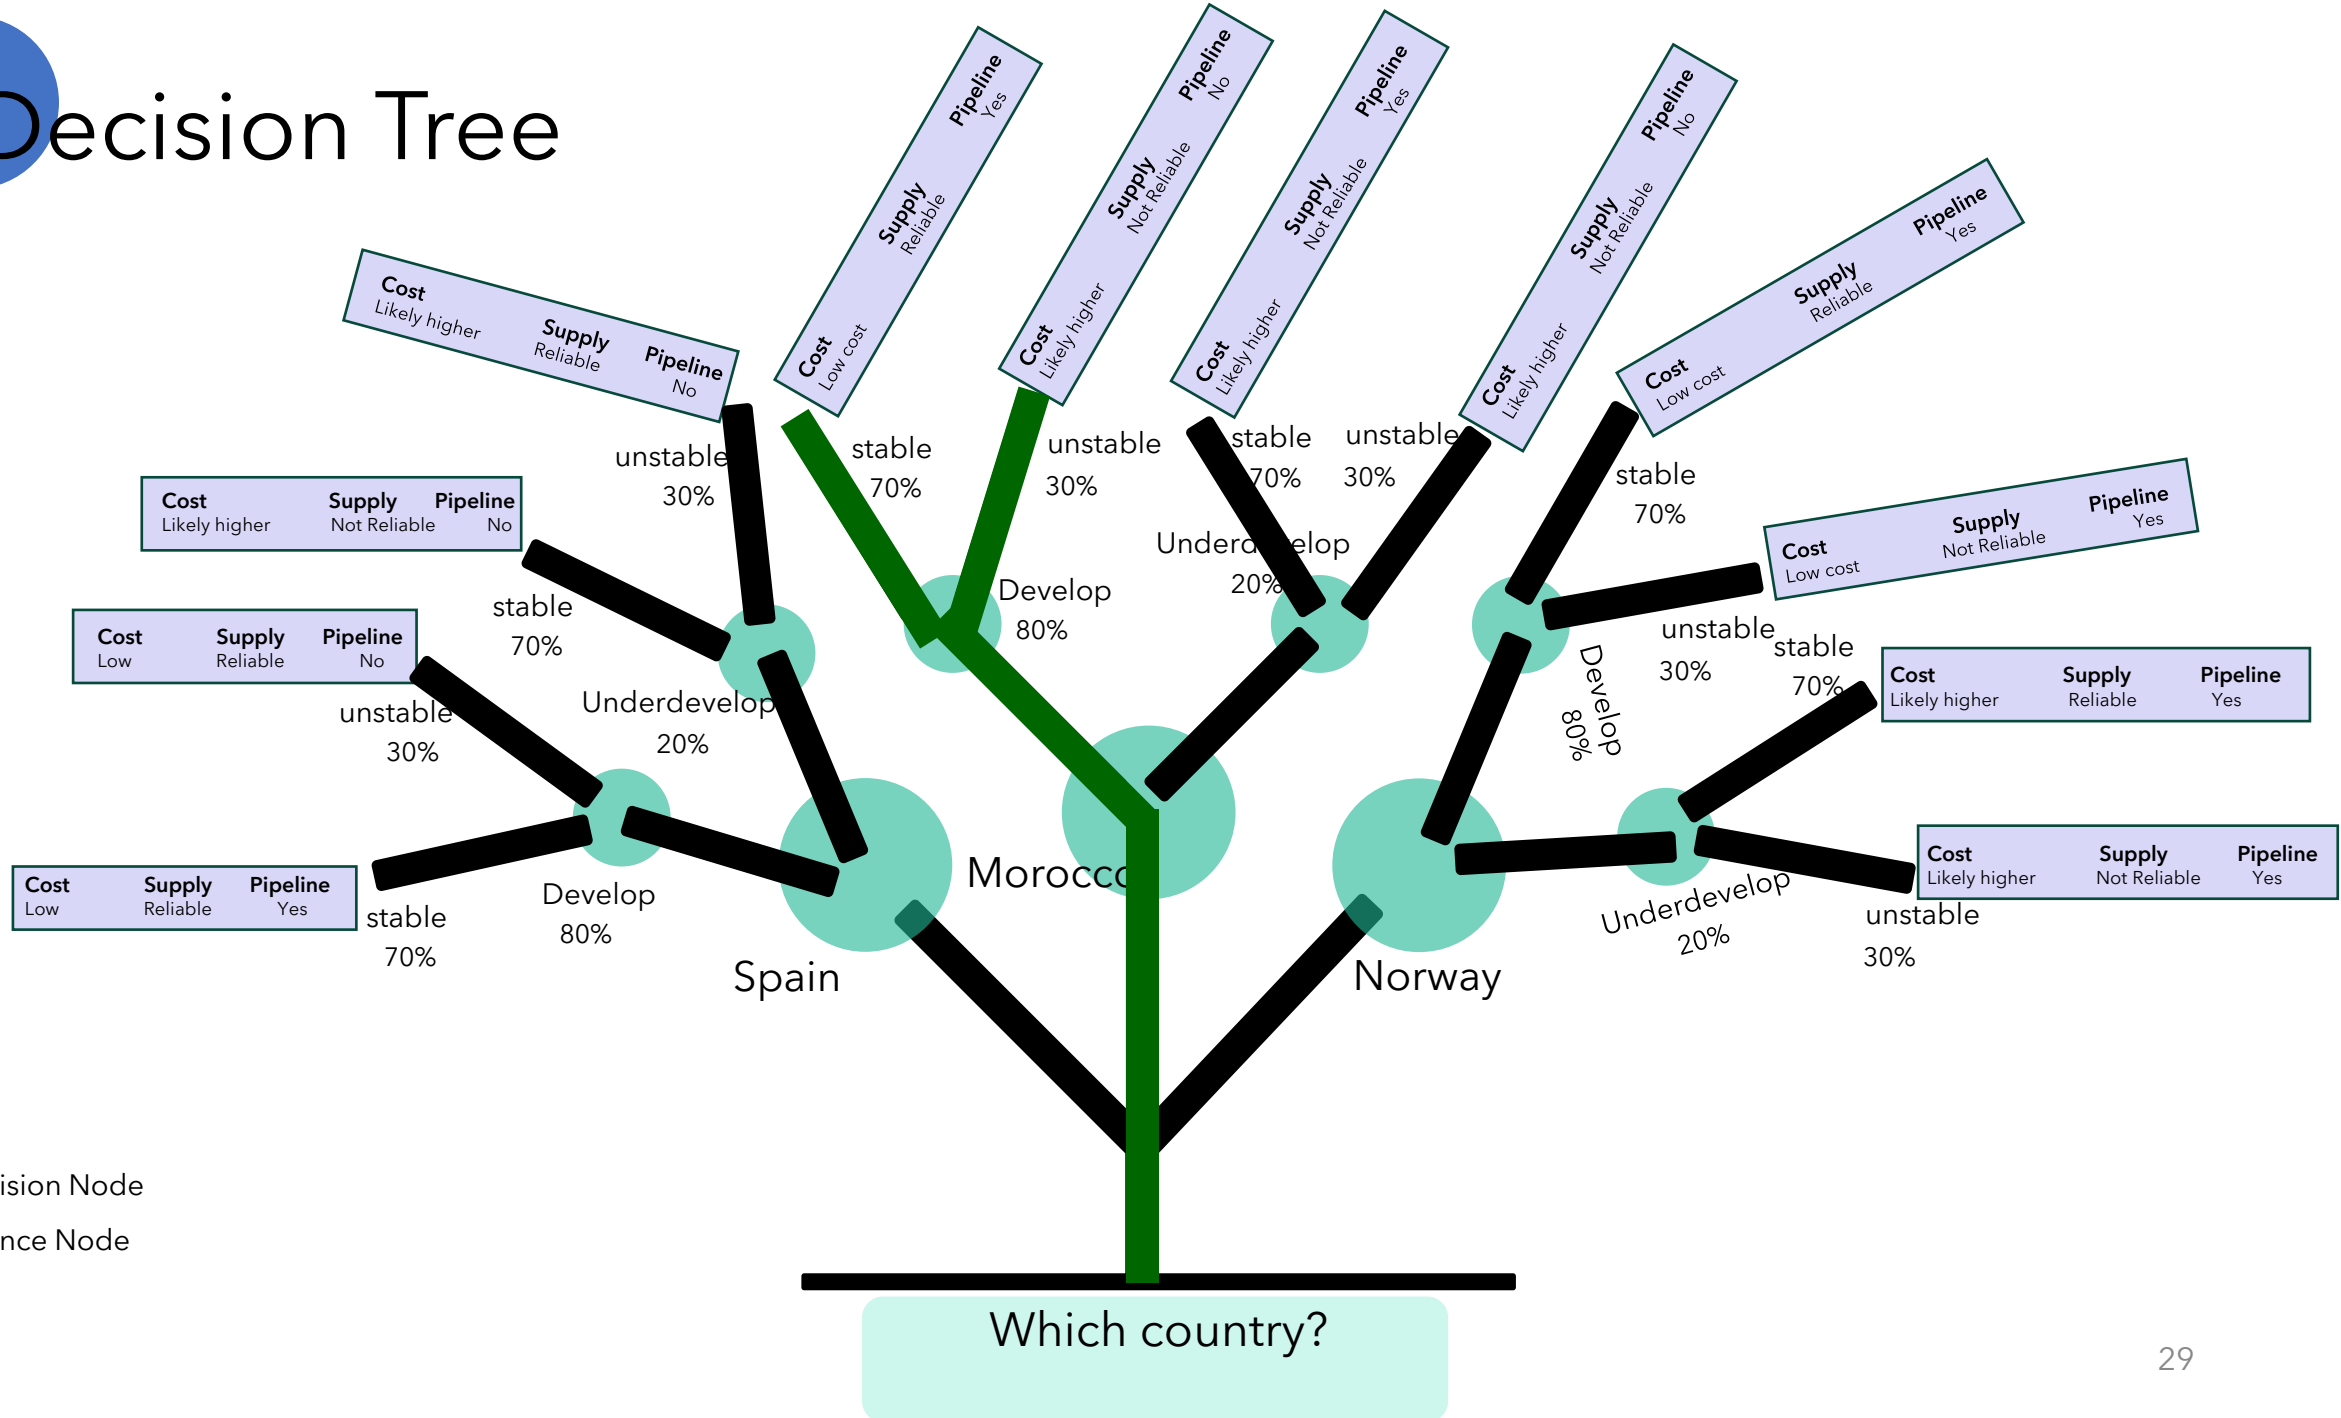 Decision Tree
Cost Supply Pipeline
Likely higher Reliable No
Cost Supply Pipeline
Low cost Reliable Yes
Cost Supply Pipeline
Likely higher Not Reliable No
Cost Supply Pipeline
Likely higher Not Reliable Yes
Cost Supply Pipeline
Likely higher Not Reliable No
Cost Supply Pipeline
Low cost Reliable Yes
unstable
30%
stable
70%
unstable
30%
stable
70%
unstable
30%
stable
70%
Cost Supply Pipeline
Likely higher Not Reliable No
Cost Supply Pipeline
Low cost Not Reliable Yes
stable
70%
Develop
80%
Underdevelop
20%
unstable
30%
Cost Supply Pipeline
Low Reliable No
unstable
30%
Underdevelop
20%
Develop
80%
stable
70%
Cost Supply Pipeline
Likely higher Reliable Yes
Cost Supply Pipeline
Low Reliable Yes
stable
70%
Develop
80%
Morocco
Underdevelop
20%
Cost Supply Pipeline
Likely higher Not Reliable Yes
unstable
30%
Spain
Norway
ision Node
nce Node
Which country?
29